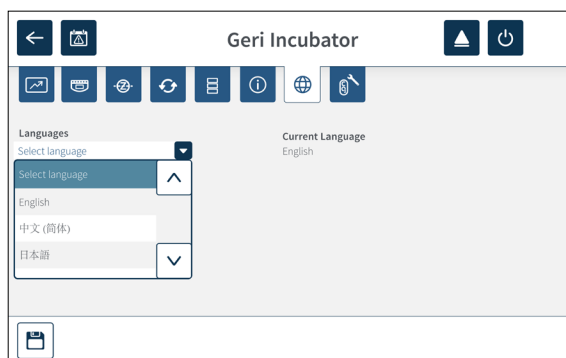 Geri Incubator
Languages
Select language
Select language
English
中文 (简体)
日本語
Current Language
English